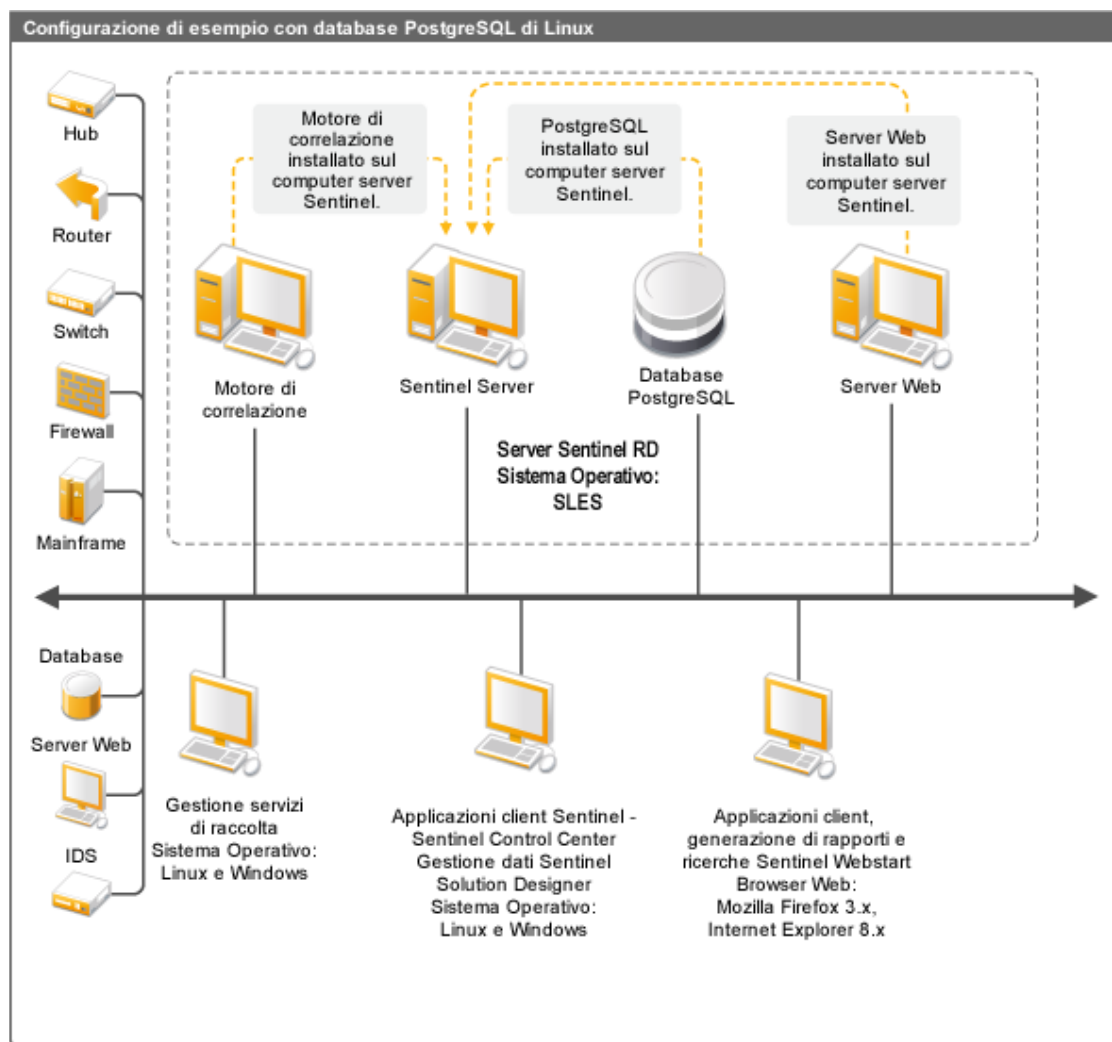 Configurazione di esempio con database PostgreSQL di Linux
Hub
Router
Switch
Firewall
Mainframe
Motore di
correlazione
installato sul
computer server
Sentinel.
PostgreSQL
installato sul
computer server
Sentinel.
Server Web
installato sul
computer server
Sentinel.
Motore di
correlazione
Sentinel Server
Database
PostgreSQL
Server Web
Server Sentinel RD
Sistema Operativo:
SLES
Database
Server Web
IDS
Gestione servizi
di raccolta
Sistema Operativo:
Linux e Windows
Applicazioni client Sentinel -
Sentinel Control Center
Gestione dati Sentinel
Solution Designer
Sistema Operativo:
Linux e Windows
Applicazioni client,
generazione di rapporti e
ricerche Sentinel Webstart
Browser Web:
Mozilla Firefox 3.x,
Internet Explorer 8.x